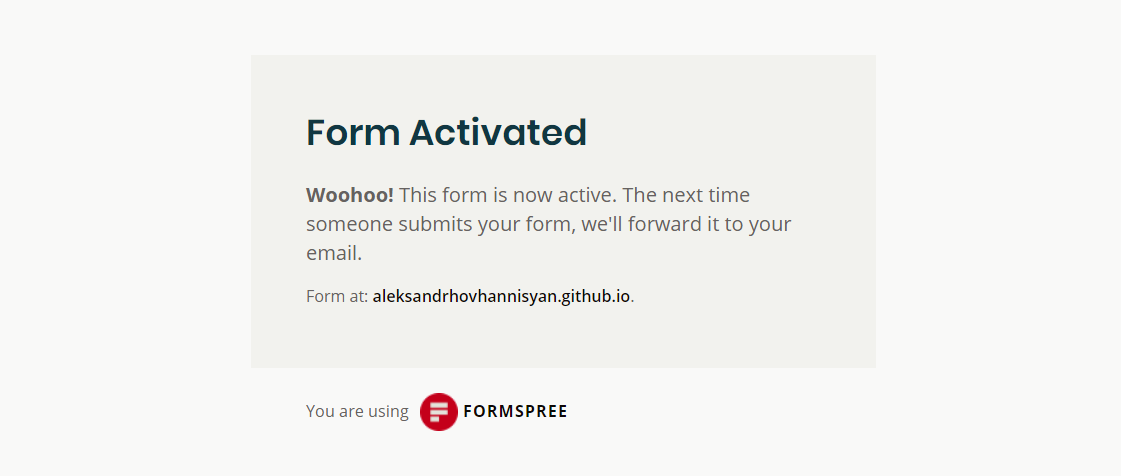 Form Activated
Woohoo! This form is now active. The next time
someone submits your form, we'll forward it to your
email.
Form at: aleksandrhovhannisyan.github.io.
You are using FORMSPREE